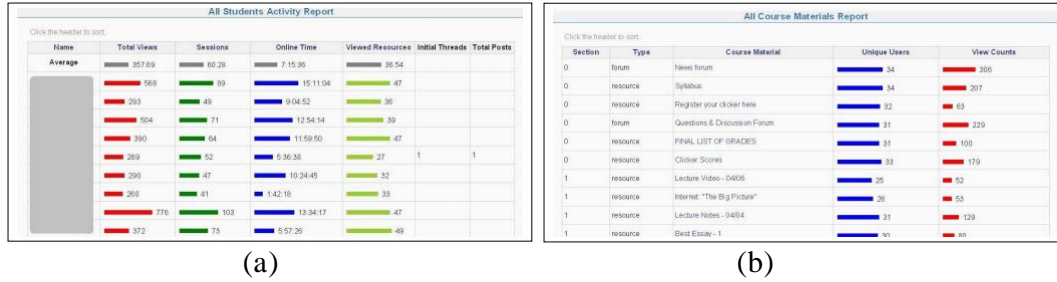 All Students Activity Report
Click the header to sort.
Name Total Views Sessions Online Time Viewed Resources Initial Threads Total Posts
Average 357.69 60.28 7:15:36 36.54
568 89 15:11:04 47
293 49 9:04:52 36
504 71 12:54:14 39
390 64 11:59:50 47
269 52 5:36:38 27 1 1
290 47 10:24:45 32
266 41 1:42:18 33
776 103 13:34:17 47
372 73 5:57:26 49
(a)
All Course Materials Report
Click the header to sort.
Section Type Course Material Unique Users View Counts
0 forum News forum 34 306
0 resource Syllabus 34 207
0 resource Register your clicker here 32 63
0 forum Questions & Discussion Forum 31 229
0 resource FINAL LIST OF GRADES 31 100
0 resource Clicker Scores 33 179
1 resource Lecture Video - 04/06 25 52
1 resource Internet: "The Big Picture" 26 53
1 resource Lecture Notes - 04/04 31 129
1 resource Best Essay - 1 30
(b)